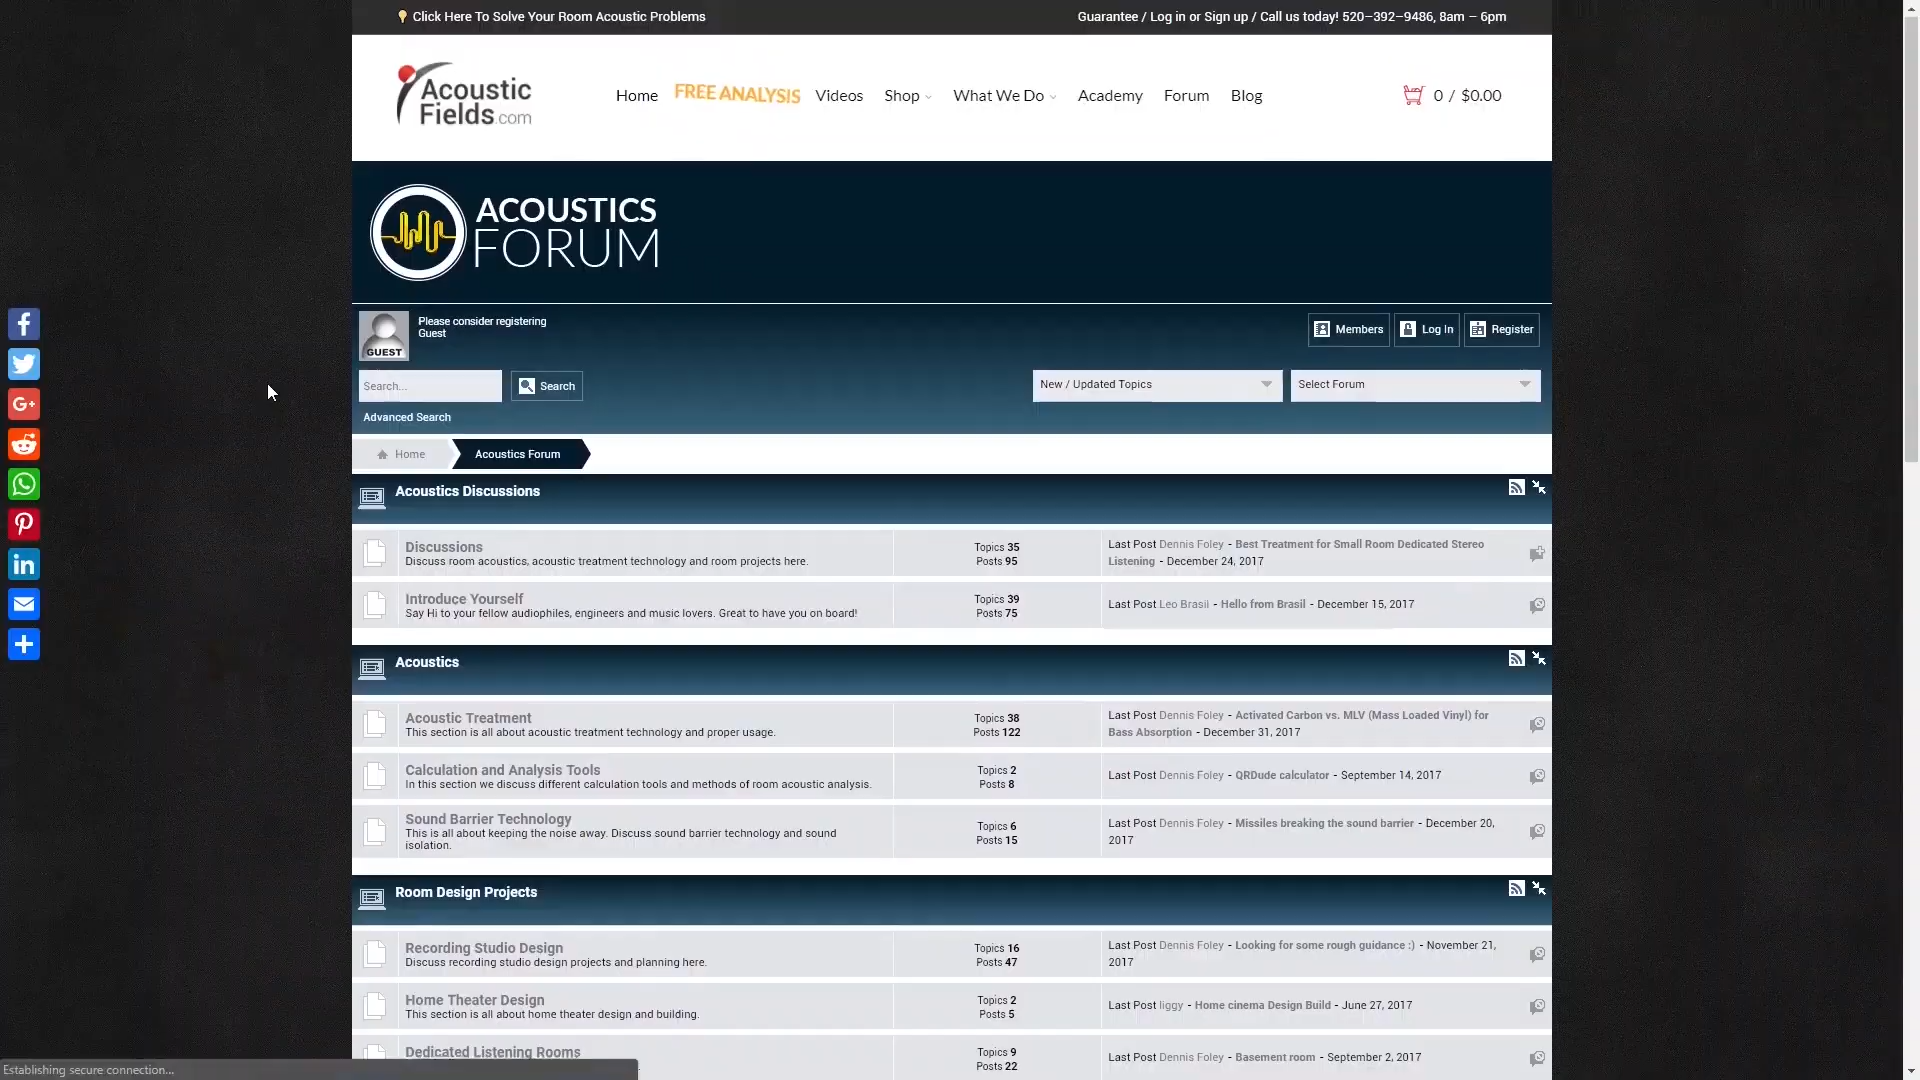 Click Here To Solve Your Room Acoustic Problems
Guarantee / Log in or Sign up / Call us today! 520–392–9486, 8am – 6pm
Acoustic
Fields.com
Home
FREE ANALYSIS
Videos
Shop
What We Do
Academy
Forum
Blog
0 / $0.00
ACOUSTICS
FORUM
GUEST
Please consider registering
Guest
Members
Log In
Register
Search...
Search
New / Updated Topics
Select Forum
Advanced Search
Home
Acoustics Forum
Acoustics Discussions
Discussions
Discuss room acoustics, acoustic treatment technology and room projects here.
Topics 35
Posts 95
Last Post Dennis Foley - Best Treatment for Small Room Dedicated Stereo
Listening - December 24, 2017
Introduce Yourself
Say Hi to your fellow audiophiles, engineers and music lovers. Great to have you on board!
Topics 39
Posts 75
Last Post Leo Brasil - Hello from Brasil - December 15, 2017
Acoustics
Acoustic Treatment
This section is all about acoustic treatment technology and proper usage.
Topics 38
Posts 122
Last Post Dennis Foley - Activated Carbon vs. MLV (Mass Loaded Vinyl) for
Bass Absorption - December 31, 2017
Calculation and Analysis Tools
In this section we discuss different calculation tools and methods of room acoustic analysis.
Topics 2
Posts 8
Last Post Dennis Foley - QRDude calculator - September 14, 2017
Sound Barrier Technology
This is all about keeping the noise away. Discuss sound barrier technology and sound
isolation.
Topics 6
Posts 15
Last Post Dennis Foley - Missiles breaking the sound barrier - December 20,
2017
Room Design Projects
Recording Studio Design
Discuss recording studio design projects and planning here.
Topics 16
Posts 47
Last Post Dennis Foley - Looking for some rough guidance :) - November 21,
2017
Home Theater Design
This section is all about home theater design and building.
Topics 2
Posts 5
Last Post liggy - Home cinema Design Build - June 27, 2017
Dedicated Listening Rooms
Topics 9
Posts 22
Last Post Dennis Foley - Basement room - September 2, 2017
Establishing secure connection...